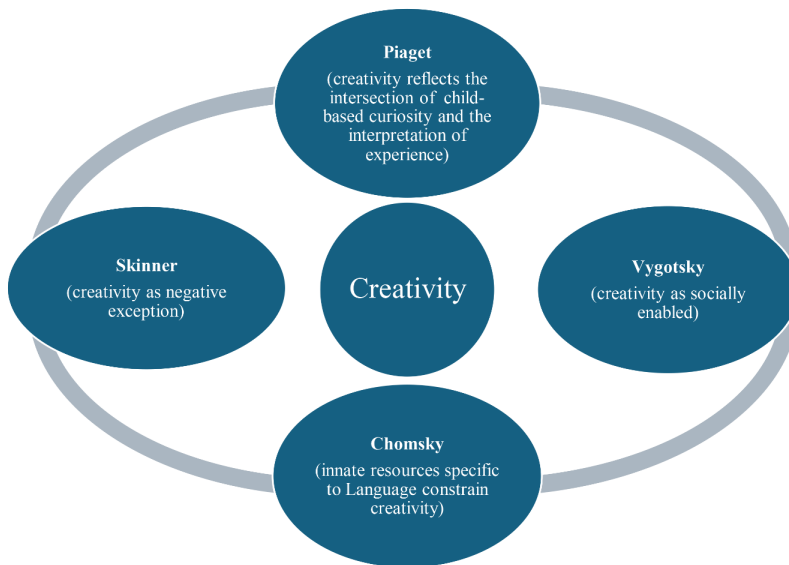 Piaget
(creativity reflects the
intersection of child-
based curiosity and the
interpretation of
experience)
Skinner
(creativity as negative
exception)
Creativity
Vygotsky
(creativity as socially
enabled)
Chomsky
(innate resources specific
to Language constrain
creativity)